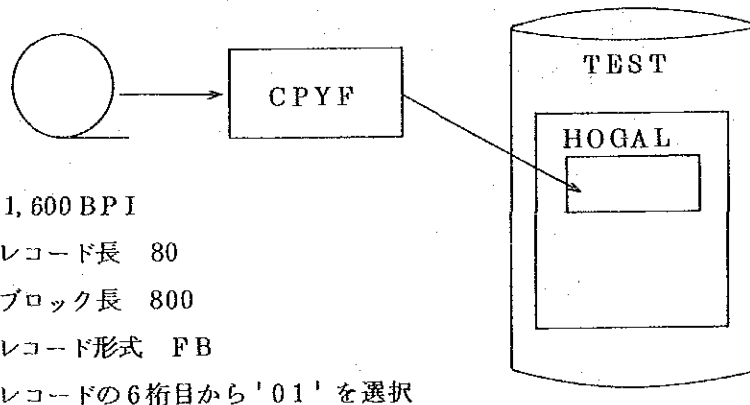 CPYF
TEST
HOGAL
1,600 BPI
レコード長 80
ブロック長 800
レコード形式 FB
レコードの6桁目から'01'を選択